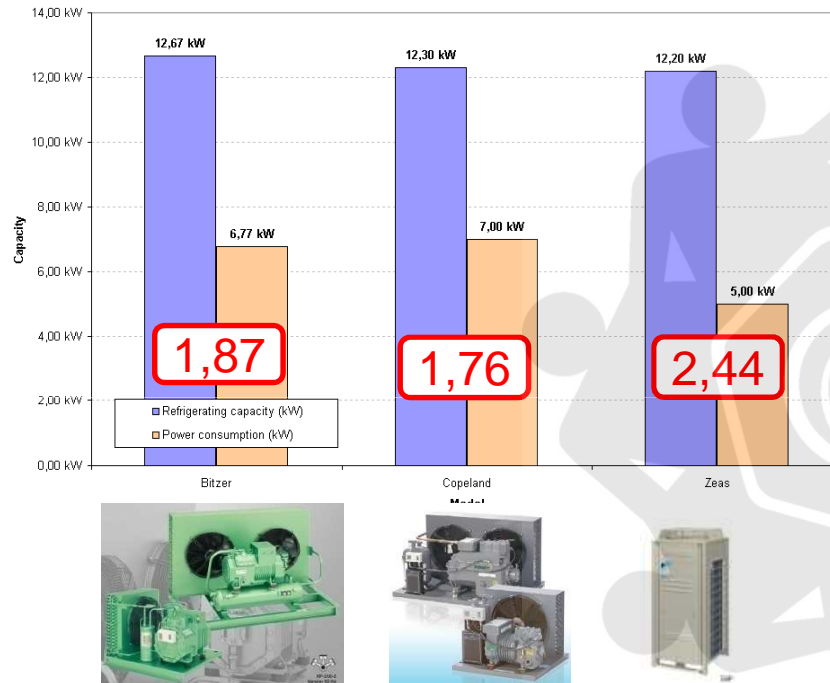 14,00 kW
12,67 kW
12,30 kW
12,20 kW
12,00 kW
10,00 kW
8,00 kW
6,77 kW
7,00 kW
6,00 kW
5,00 kW
4,00 kW
2,00 kW
0,00 kW
Capacity
1,87
1,76
2,44
Refrigerating capacity (kW)
Power consumption (kW)
Bitzer
Copeland
Zeas
Model